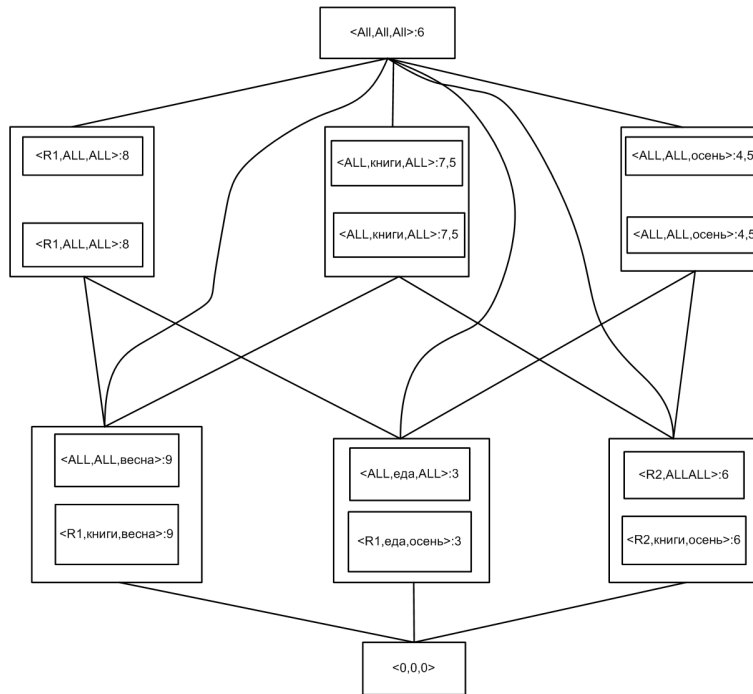 <All,All,All>:6
<R1,ALL,ALL>:8
<ALL,книги,ALL>:7,5
<ALL,ALL,осень>:4,5
<R1,ALL,ALL>:8
<ALL,книги,ALL>:7,5
<ALL,ALL,осень>:4,5
<ALL,ALL,весна>:9
<ALL,еда,ALL>:3
<R2,ALLALL>:6
<R1,книги,весна>:9
<R1,еда,осень>:3
<R2,книги,осень>:6
<0,0,0>